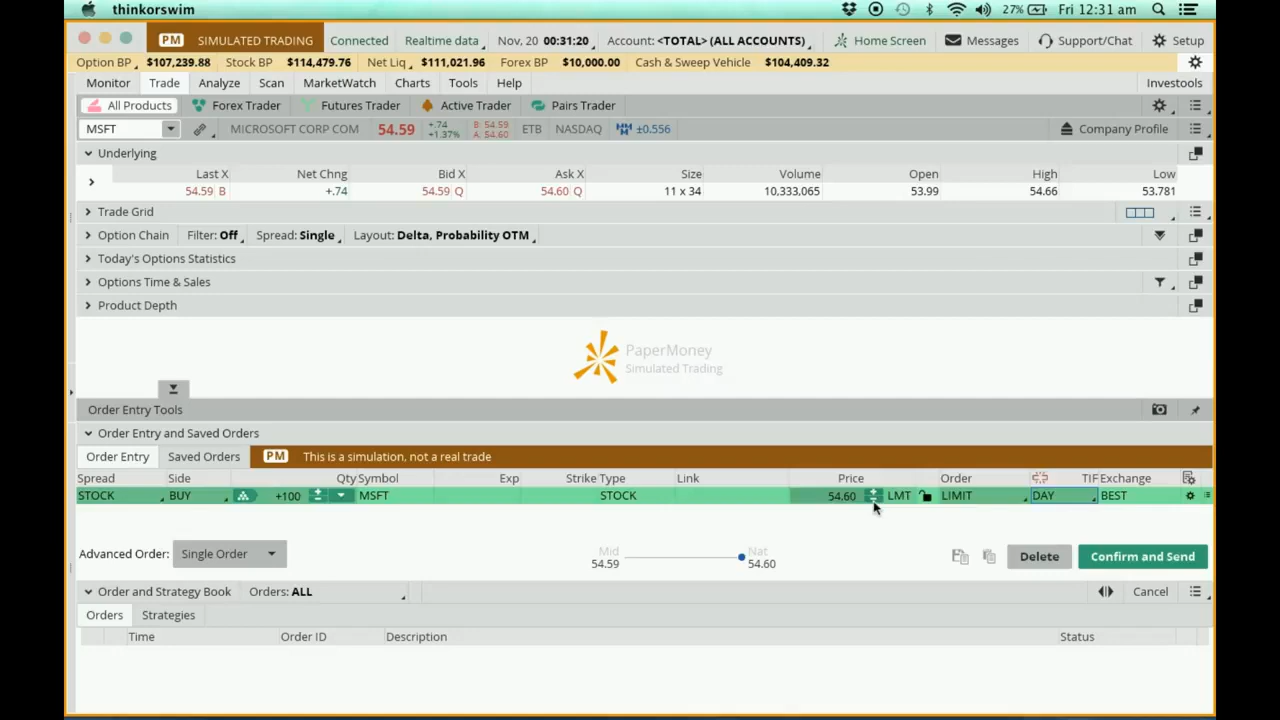 thinkorswim 27% Fri 12:31 am
PM SIMULATED TRADING Connected Realtime data Nov, 20 00:31:20 Account: <TOTAL> (ALL ACCOUNTS) Home Screen Messages Support/Chat Setup
Option BP $107,239.88 Stock BP $114,479.76 Net Liq $111,021.96 Forex BP $10,000.00 Cash & Sweep Vehicle $104,409.32
Monitor Trade Analyze Scan MarketWatch Charts Tools Help Investools
All Products Forex Trader Futures Trader Active Trader Pairs Trader
MSFT MICROSOFT CORP COM 54.59 +.74 +1.37% B: 54.59 A: 54.60 ETB NASDAQ MM ±0.556 Company Profile
Underlying
Last X Net Chng Bid X Ask X Size Volume Open High Low
54.59 B +.74 54.59 Q 54.60 Q 11 x 34 10,333,065 53.99 54.66 53.781
Trade Grid
Option Chain Filter: Off Spread: Single Layout: Delta, Probability OTM
Today's Options Statistics
Options Time & Sales
Product Depth
PaperMoney
Simulated Trading
Order Entry Tools
Order Entry and Saved Orders
Order Entry Saved Orders PM This is a simulation, not a real trade
Spread Side Qty Symbol Exp Strike Type Link Price Order TIF Exchange
STOCK BUY +100 MSFT STOCK 54.60 LMT LIMIT DAY BEST
Advanced Order: Single Order Mid 54.59 Nat 54.60 Delete Confirm and Send
Order and Strategy Book Orders: ALL Cancel
Orders Strategies
Time Order ID Description Status